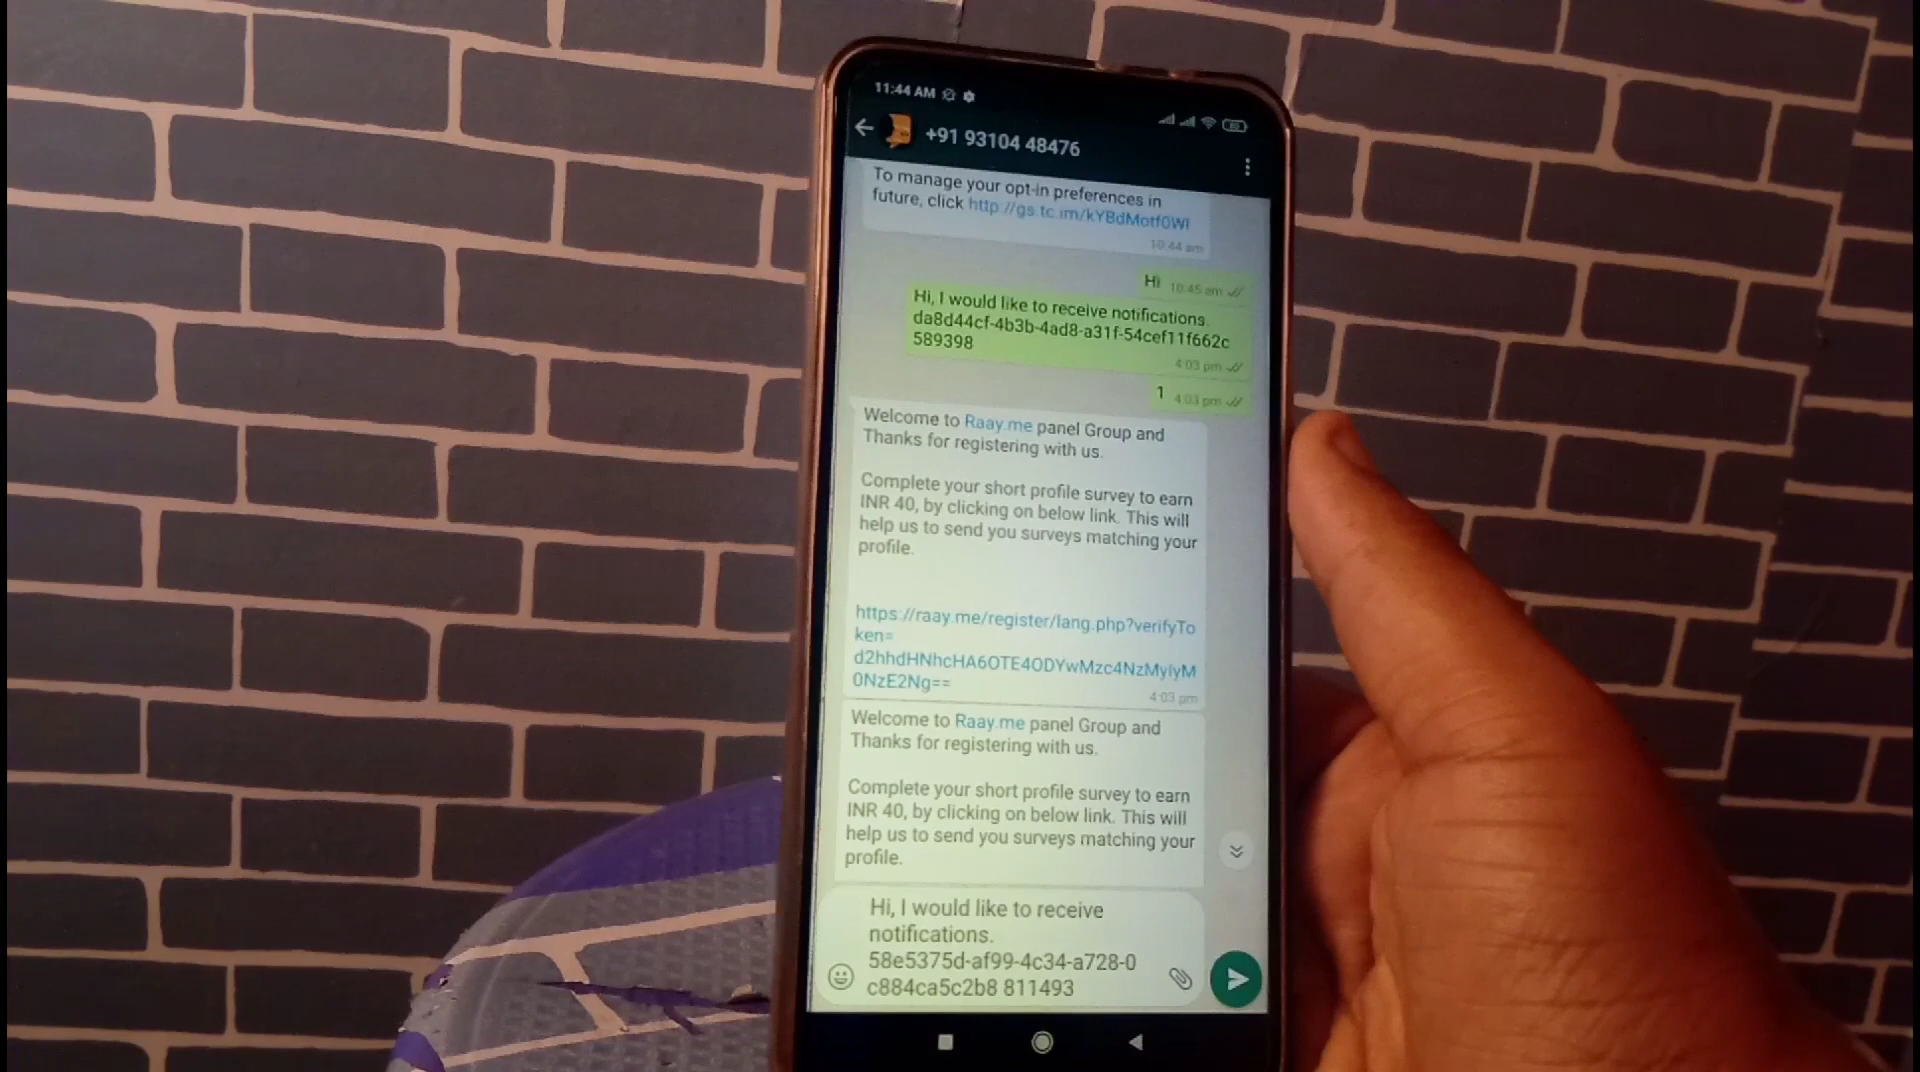 11:44 AM
+91 93104 48476
To manage your opt-in preferences in
future, click http://gs.tc.im/kYBdMotf0WI
10:44 am
Hi 10:45 am
Hi, I would like to receive notifications.
da8d44cf-4b3b-4ad8-a31f-54cef11f662c
589398
4:03 pm
1 4:03 pm
Welcome to Raay.me panel Group and
Thanks for registering with us.
Complete your short profile survey to earn
INR 40, by clicking on below link. This will
help us to send you surveys matching your
profile.
https://raay.me/register/lang.php?verifyTo
ken=
d2hhdHNhcHA6OTE4ODYwMzc4NzMyIyM
0NzE2Ng==
4:03 pm
Welcome to Raay.me panel Group and
Thanks for registering with us.
Complete your short profile survey to earn
INR 40, by clicking on below link. This will
help us to send you surveys matching your
profile.
Hi, I would like to receive
notifications.
58e5375d-af99-4c34-a728-0
c884ca5c2b8 811493